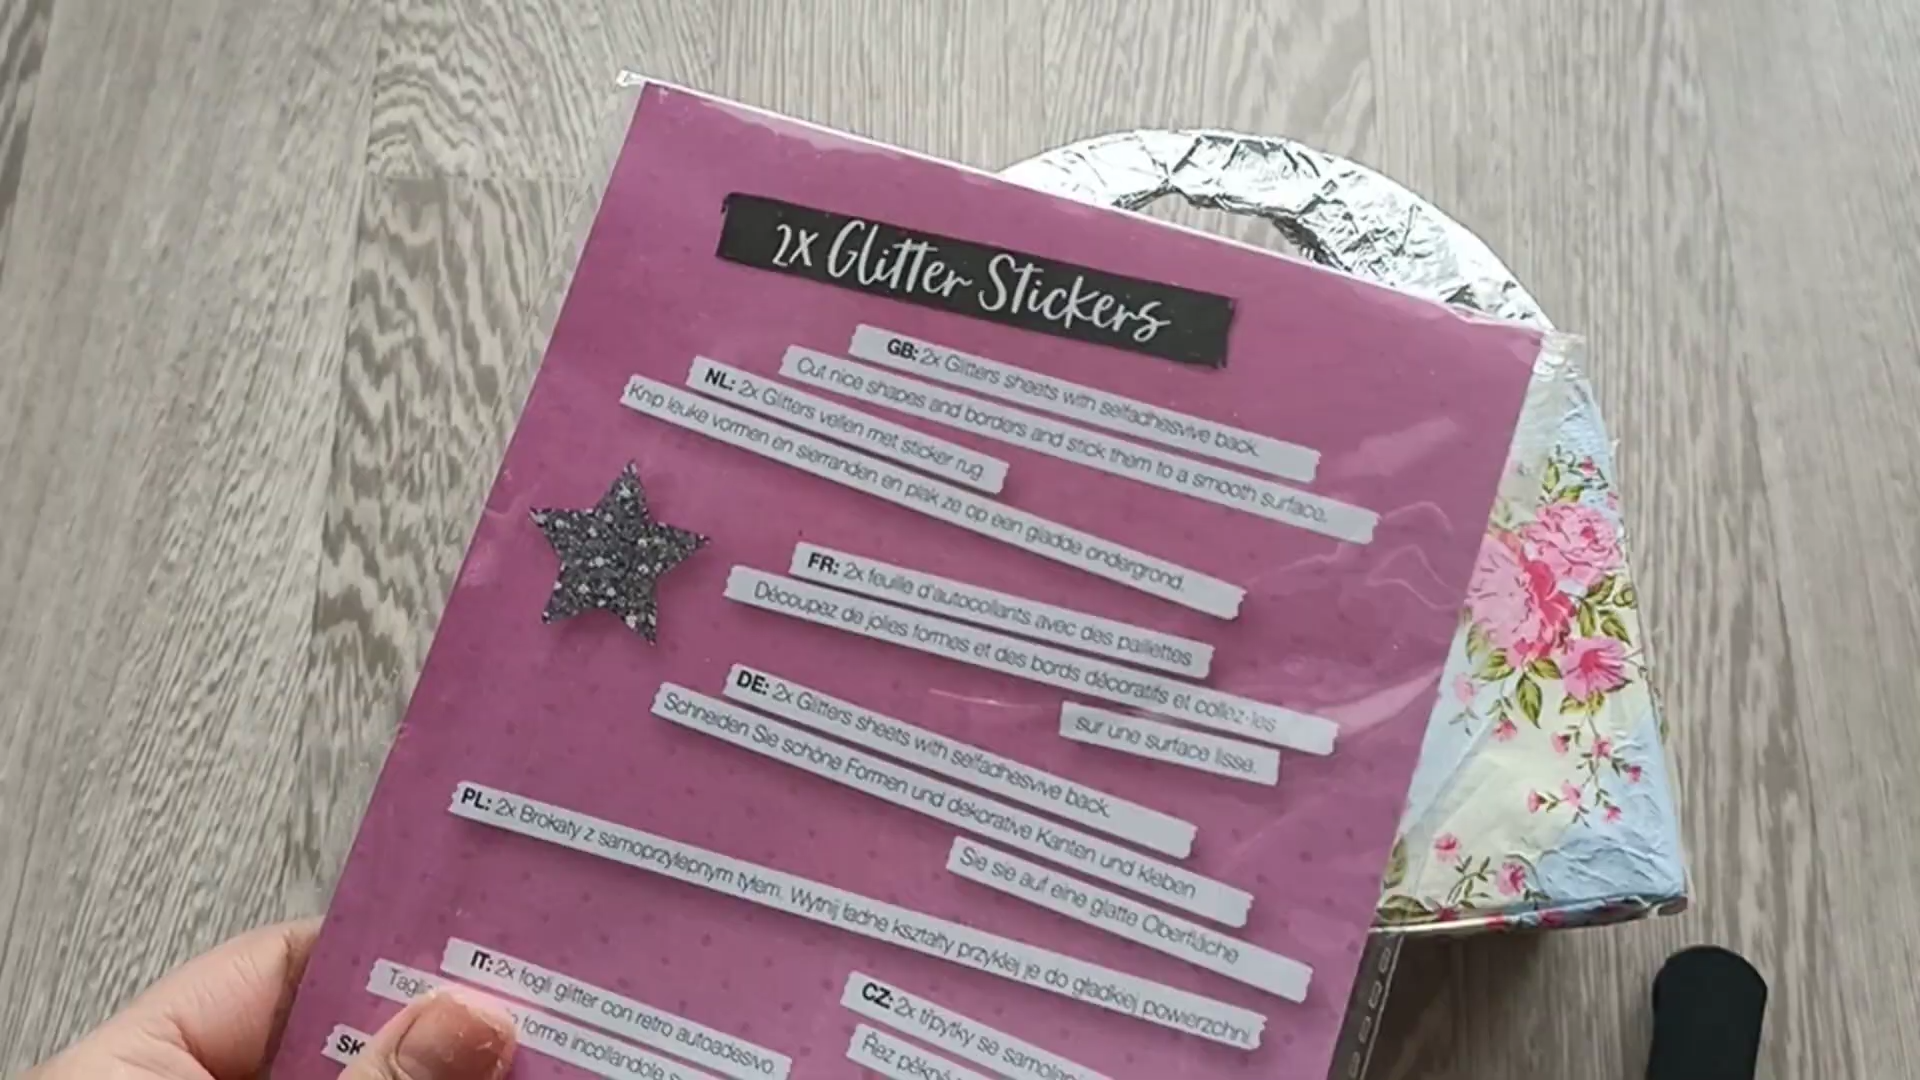 2x Glitter Stickers
GB: 2x Glitters sheets with selfadhesvive back.
Cut nice shapes and borders and stick them to a smooth surface.
NL: 2x Glitters vellen met sticker rug
Knip leuke vormen en sierranden en plak ze op een gladde ondergrond.
FR: 2x feuille d'autocollants avec des paillettes
Découpez de jolies formes et des bords décoratifs et collez-les
sur une surface lisse.
DE: 2x Glitters sheets with selfadhesvive back.
Schneiden Sie schöne Formen und dekorative Kanten und kleben
Sie sie auf eine glatte Oberfläche
PL: 2x Brokaty z samoprzylepnym tyłem. Wytnij ładne kształty przyklej je do gładkiej powierzchni.
IT: 2x fogli glitter con retro autoadesivo.
forme incollandole
CZ: 2x třpytky se
Řez pěkné
SK